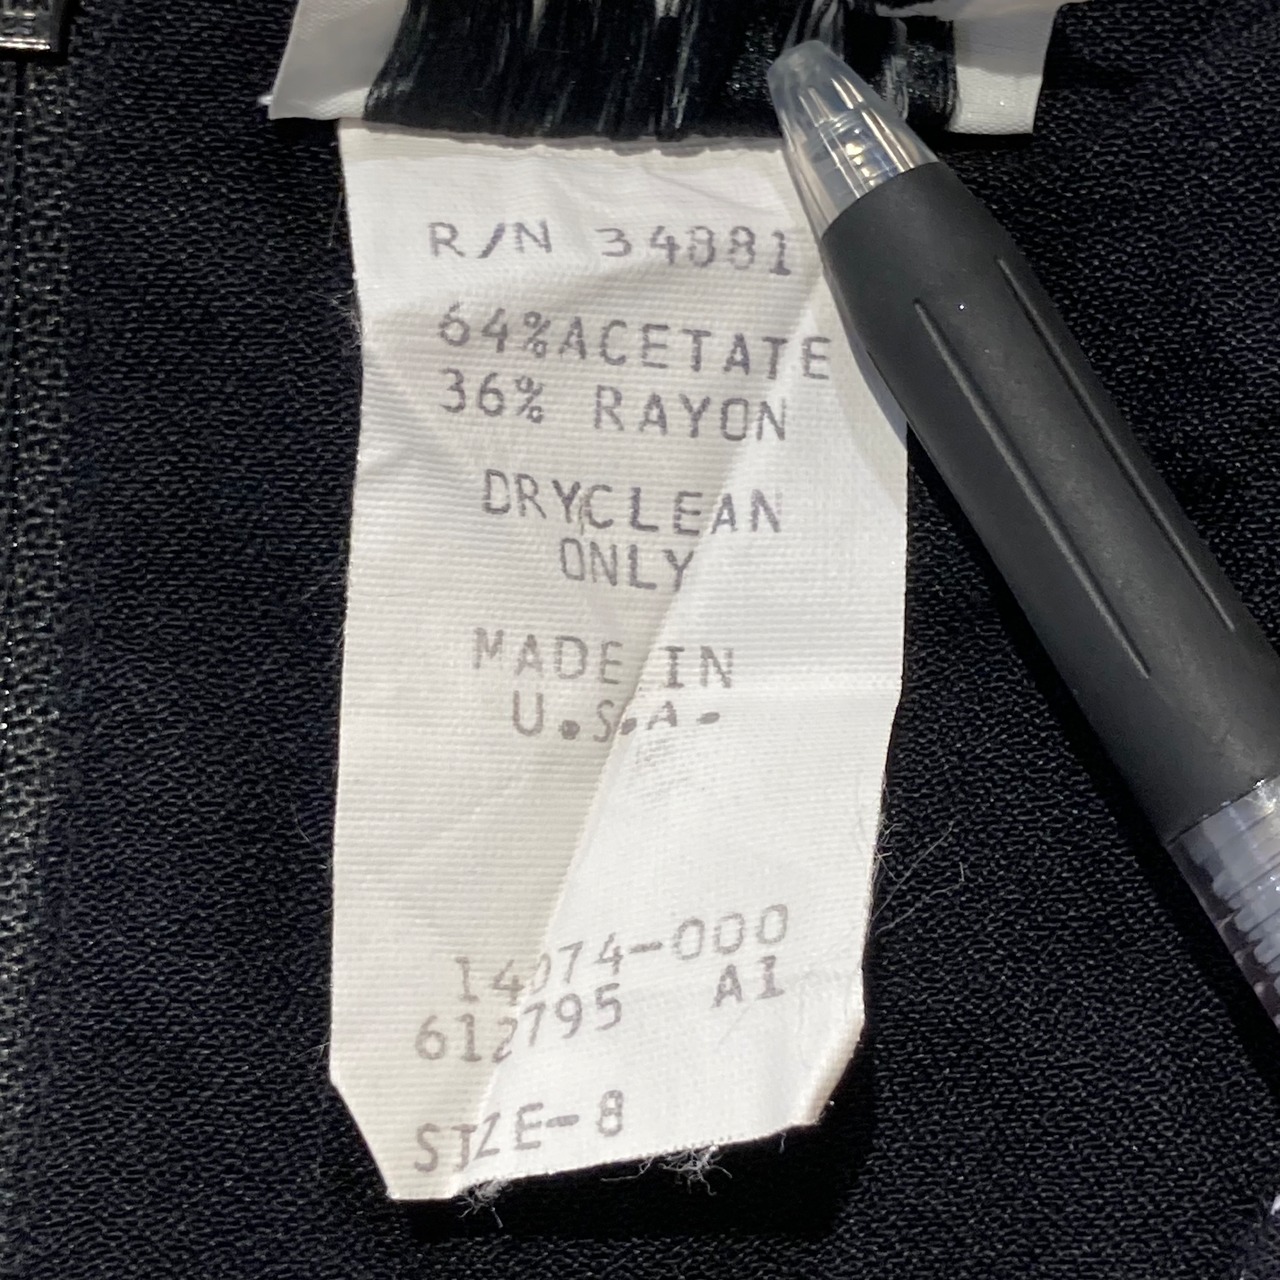 R/N 34881
64%ACETATE
36% RAYON
DRYCLEAN
ONLY
MADE IN
U.S.A.
14074-000
612795 A1
SIZE-8